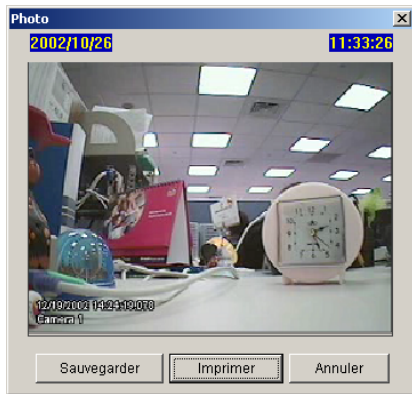 Photo
2002/10/26 11:33:26
12/19/2002 14:24:19.078
Camera 1
Sauvegarder Imprimer Annuler